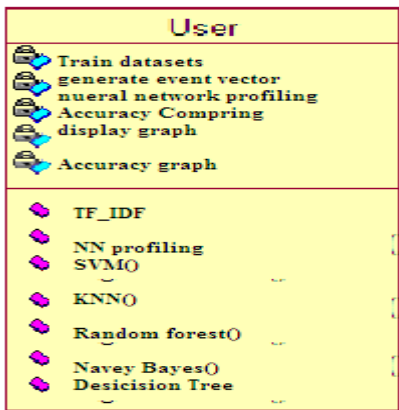 User
Train datasets
generate event vector
nueral network profiling
Accuracy Compring
display graph
Accuracy graph
TF_IDF
NN profiling
SVM()
KNN()
Random forest()
Navey Bayes()
Desicision Tree